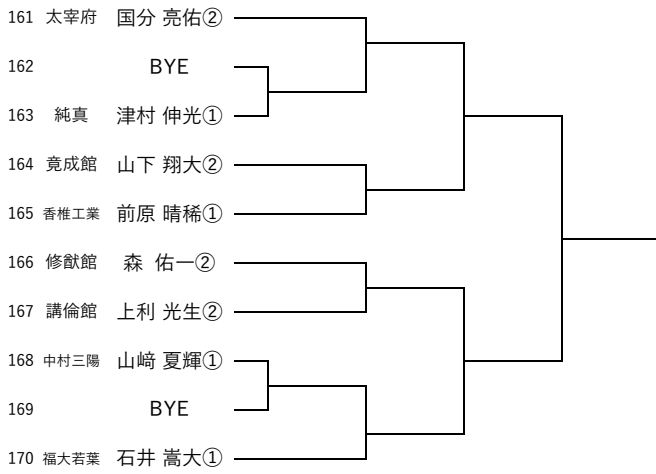 161 太宰府 国分 亮佑②
162 BYE
163 純真 津村 伸光①
164 竟成館 山下 翔大②
165 香椎工業 前原 晴稀①
166 修猷館 森 佑一②
167 講倫館 上利 光生②
168 中村三陽 山﨑 夏輝①
169 BYE
170 福大若葉 石井 嵩大①